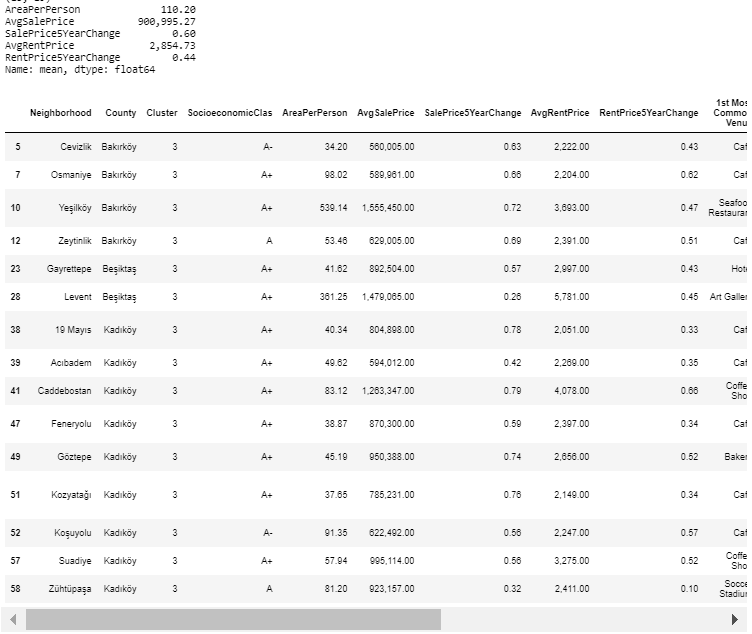 AreaPerPerson 110.20
AvgSalePrice 900,995.27
SalePrice5YearChange 0.60
AvgRentPrice 2,854.73
RentPrice5YearChange 0.44
Name: mean, dtype: float64
Neighborhood County Cluster SocioeconomicClas AreaPerPerson AvgSalePrice SalePrice5YearChange AvgRentPrice RentPrice5YearChange 1st Mos
Commo
Venu
5 Cevizlik Bakırköy 3 A- 34.20 560,005.00 0.63 2,222.00 0.43 Caf
7 Osmaniye Bakırköy 3 A+ 98.02 589,961.00 0.66 2,204.00 0.62 Caf
10 Yeşilköy Bakırköy 3 A+ 539.14 1,555,450.00 0.72 3,693.00 0.47 Seafoo
Restauran
12 Zeytinlik Bakırköy 3 A 53.46 629,005.00 0.69 2,391.00 0.51 Caf
23 Gayrettepe Beşiktaş 3 A+ 41.62 892,504.00 0.57 2,997.00 0.43 Hote
28 Levent Beşiktaş 3 A+ 361.25 1,479,065.00 0.26 5,781.00 0.45 Art Galler
38 19 Mayıs Kadıköy 3 A+ 40.34 804,898.00 0.78 2,051.00 0.33 Caf
39 Acıbadem Kadıköy 3 A+ 49.62 594,012.00 0.42 2,269.00 0.35 Caf
41 Caddebostan Kadıköy 3 A+ 83.12 1,263,347.00 0.79 4,078.00 0.66 Coffe
Sho
47 Feneryolu Kadıköy 3 A+ 38.87 870,300.00 0.59 2,397.00 0.34 Caf
49 Göztepe Kadıköy 3 A+ 45.19 950,388.00 0.74 2,656.00 0.52 Baker
51 Kozyatağı Kadıköy 3 A+ 37.65 785,231.00 0.76 2,149.00 0.34 Caf
52 Koşuyolu Kadıköy 3 A- 91.35 622,492.00 0.56 2,247.00 0.57 Caf
57 Suadiye Kadıköy 3 A+ 57.94 995,114.00 0.56 3,275.00 0.52 Coffe
Sho
58 Zühtüpaşa Kadıköy 3 A 81.20 923,157.00 0.32 2,411.00 0.10 Socce
Stadiur